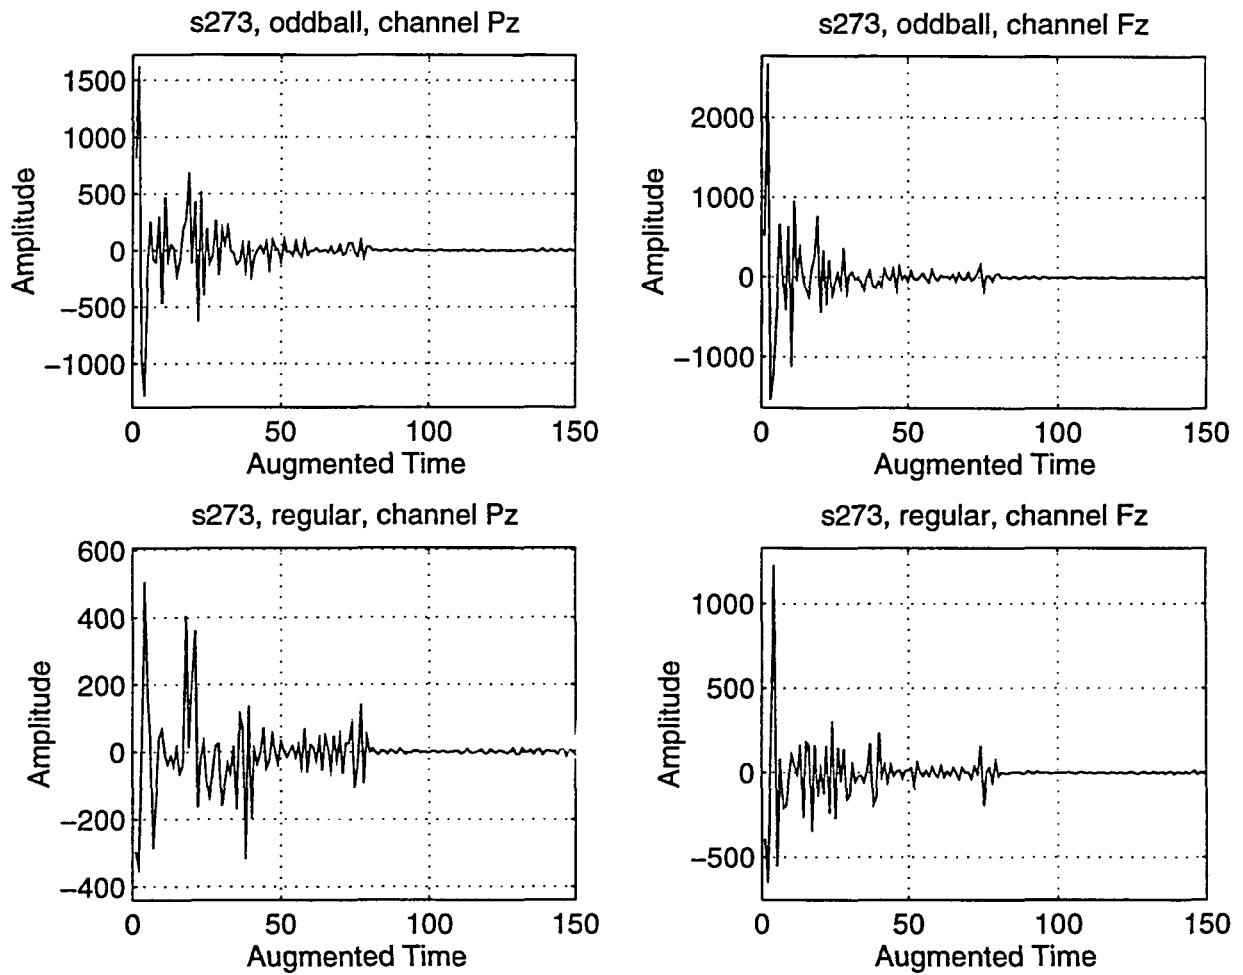 s273, oddball, channel Pz
1500
1000
500
0
−500
−1000
Amplitude
0 50 100 150
Augmented Time
s273, oddball, channel Fz
2000
1000
0
−1000
Amplitude
0 50 100 150
Augmented Time
s273, regular, channel Pz
600
400
200
0
−200
−400
Amplitude
0 50 100 150
Augmented Time
s273, regular, channel Fz
1000
500
0
−500
Amplitude
0 50 100 150
Augmented Time